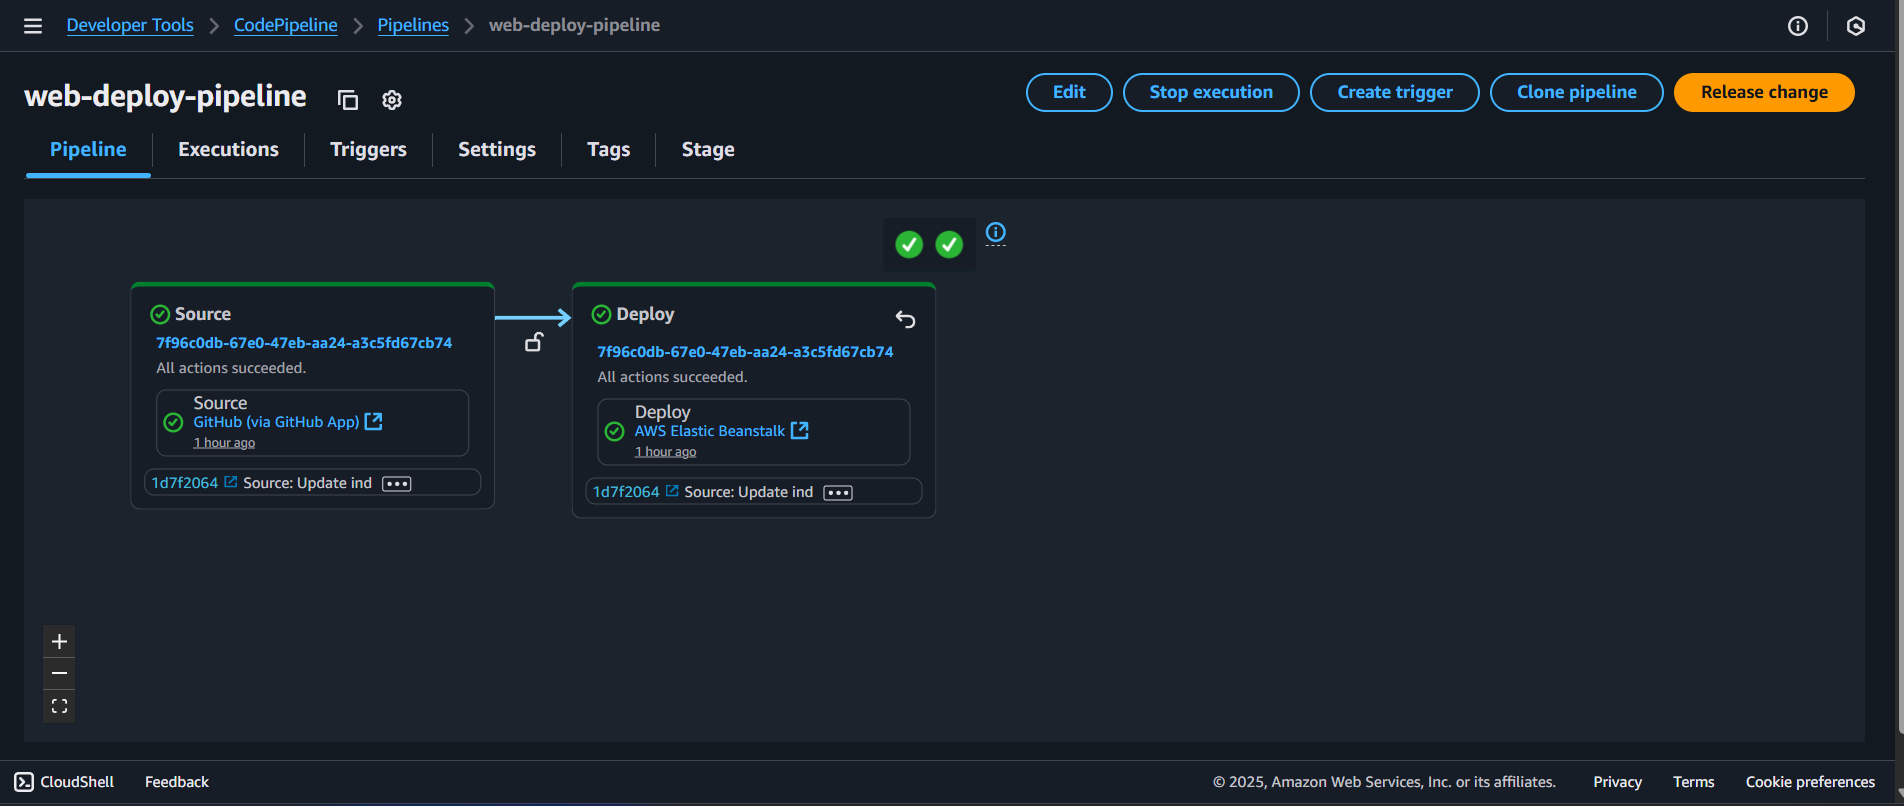 Developer Tools > CodePipeline > Pipelines > web-deploy-pipeline
web-deploy-pipeline
Edit
Stop execution
Create trigger
Clone pipeline
Release change
Pipeline
Executions
Triggers
Settings
Tags
Stage
Source
7f96c0db-67e0-47eb-aa24-a3c5fd67cb74
All actions succeeded.
Source
GitHub (via GitHub App)
1 hour ago
1d7f2064 Source: Update ind
Deploy
7f96c0db-67e0-47eb-aa24-a3c5fd67cb74
All actions succeeded.
Deploy
AWS Elastic Beanstalk
1 hour ago
1d7f2064 Source: Update ind
CloudShell
Feedback
© 2025, Amazon Web Services, Inc. or its affiliates.
Privacy
Terms
Cookie preferences